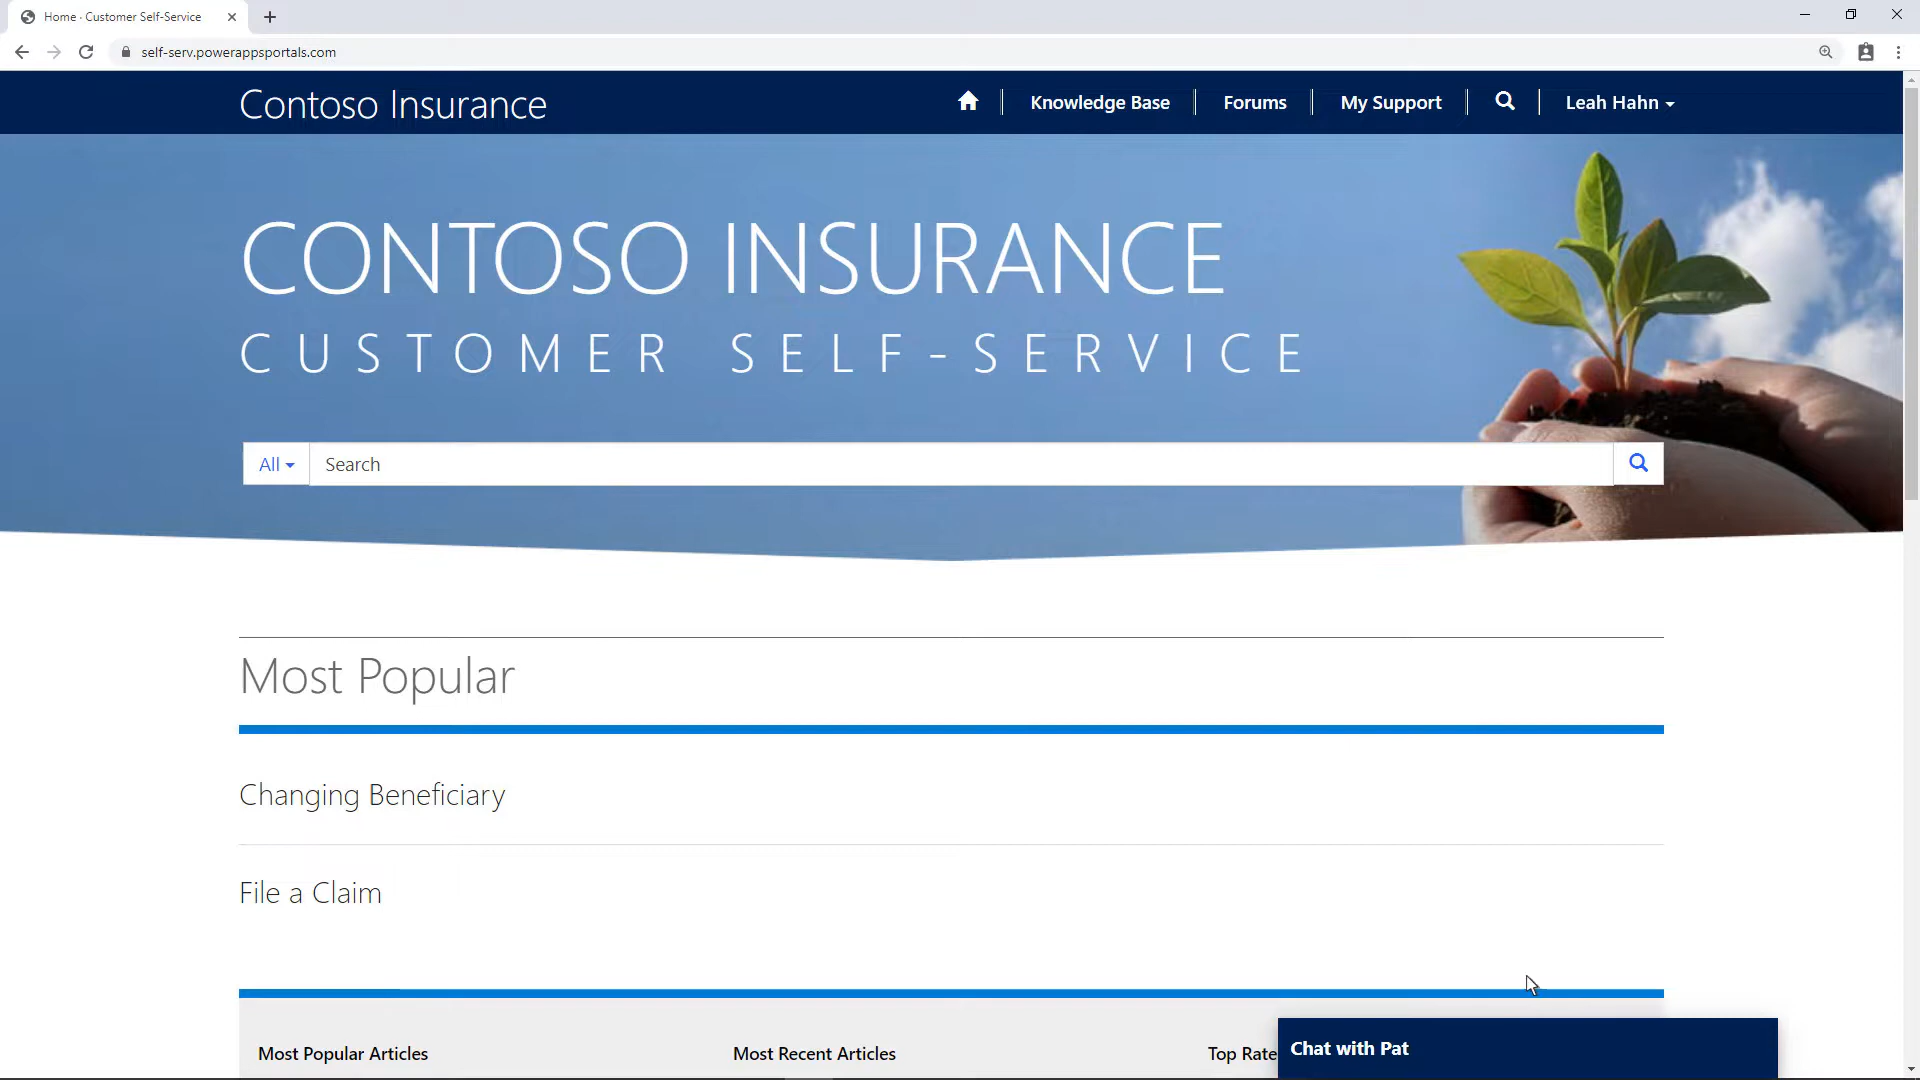 Home · Customer Self-Service
self-serv.powerappsportals.com
Contoso Insurance
Knowledge Base
Forums
My Support
Leah Hahn
CONTOSO INSURANCE
CUSTOMER SELF-SERVICE
All
Search
Most Popular
Changing Beneficiary
File a Claim
Most Popular Articles
Most Recent Articles
Top Rate
Chat with Pat